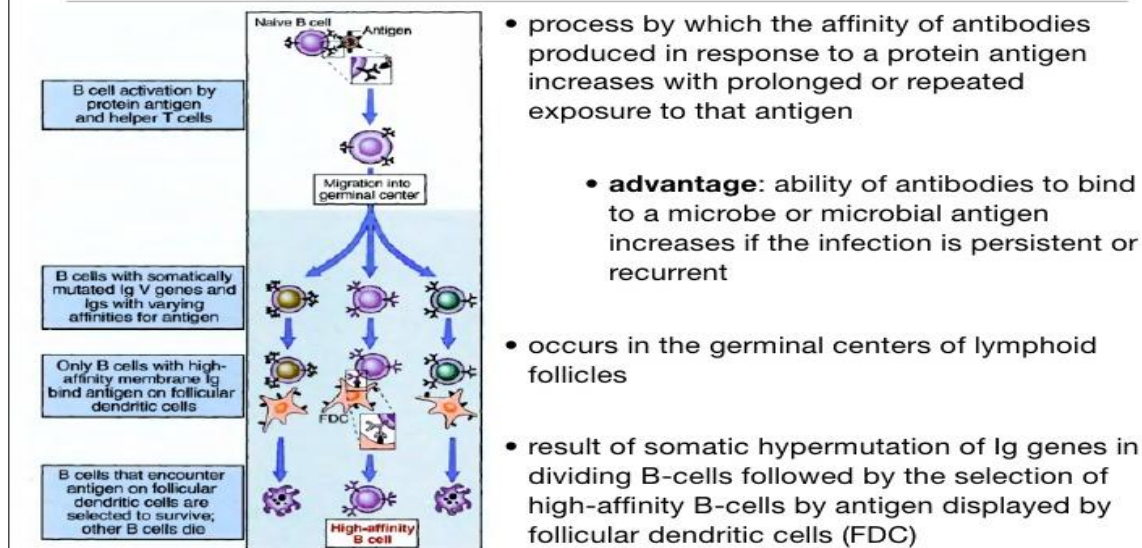 Naive B cell
Antigen
B cell activation by
protein antigen
and helper T cells
Migration into
germinal center
B cells with somatically
mutated Ig V genes and
Igs with varying
affinities for antigen
Only B cells with high-
affinity membrane Ig
bind antigen on follicular
dendritic cells
FDC
B cells that encounter
antigen on follicular
dendritic cells are
selected to survive;
other B cells die
High-affinity
B cell
• process by which the affinity of antibodies
produced in response to a protein antigen
increases with prolonged or repeated
exposure to that antigen
• advantage: ability of antibodies to bind
to a microbe or microbial antigen
increases if the infection is persistent or
recurrent
• occurs in the germinal centers of lymphoid
follicles
• result of somatic hypermutation of Ig genes in
dividing B-cells followed by the selection of
high-affinity B-cells by antigen displayed by
follicular dendritic cells (FDC)